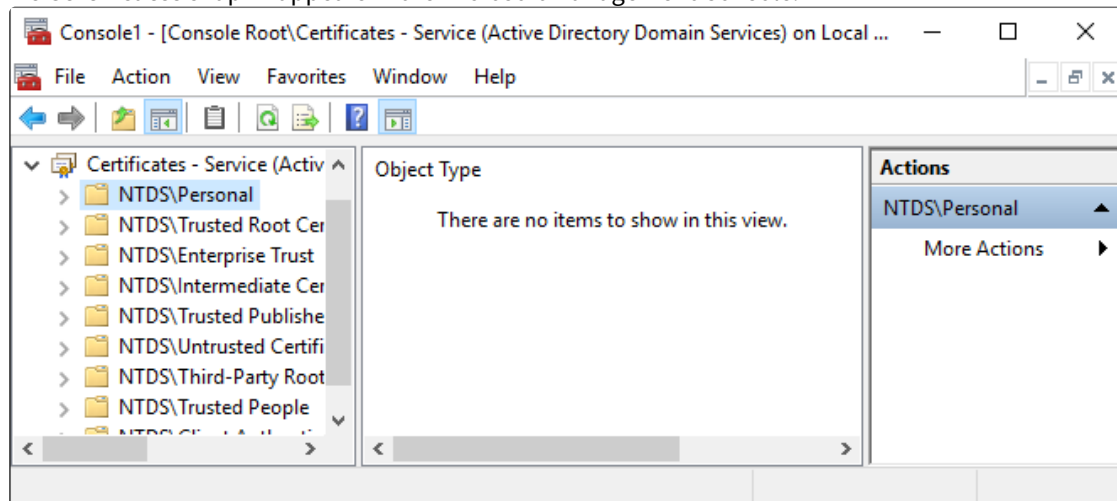 Console1 - [Console Root\Certificates - Service (Active Directory Domain Services) on Local ...
File Action View Favorites Window Help
Certificates - Service (Activ
Object Type
Actions
NTDS\Personal
There are no items to show in this view.
NTDS\Personal
NTDS\Trusted Root Cer
More Actions
NTDS\Enterprise Trust
NTDS\Intermediate Cer
NTDS\Trusted Publishe
NTDS\Untrusted Certifi
NTDS\Third-Party Root
NTDS\Trusted People